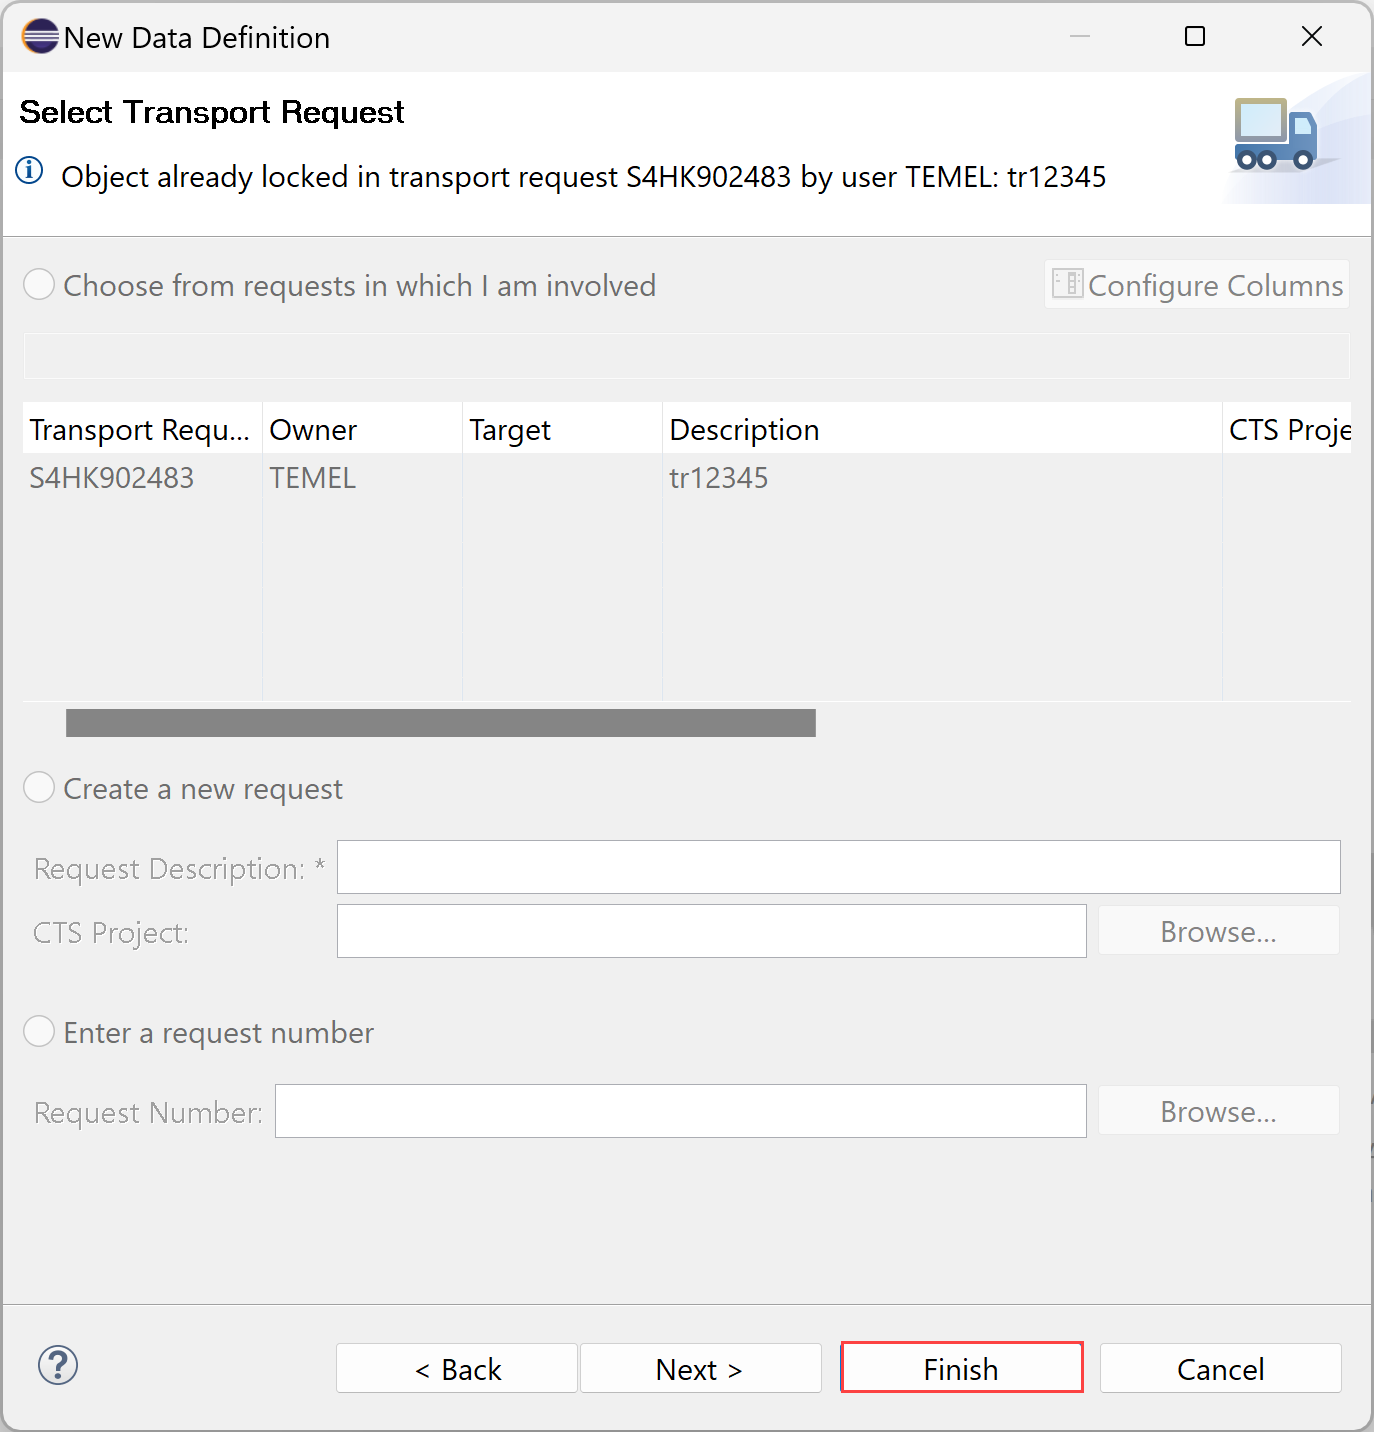 New Data Definition
Select Transport Request
Object already locked in transport request S4HK902483 by user TEMEL: tr12345
Choose from requests in which I am involved
Configure Columns
Transport Requ... Owner Target Description CTS Proje
S4HK902483 TEMEL tr12345
Create a new request
Request Description: *
CTS Project:
Browse...
Enter a request number
Request Number:
Browse...
< Back Next > Finish Cancel